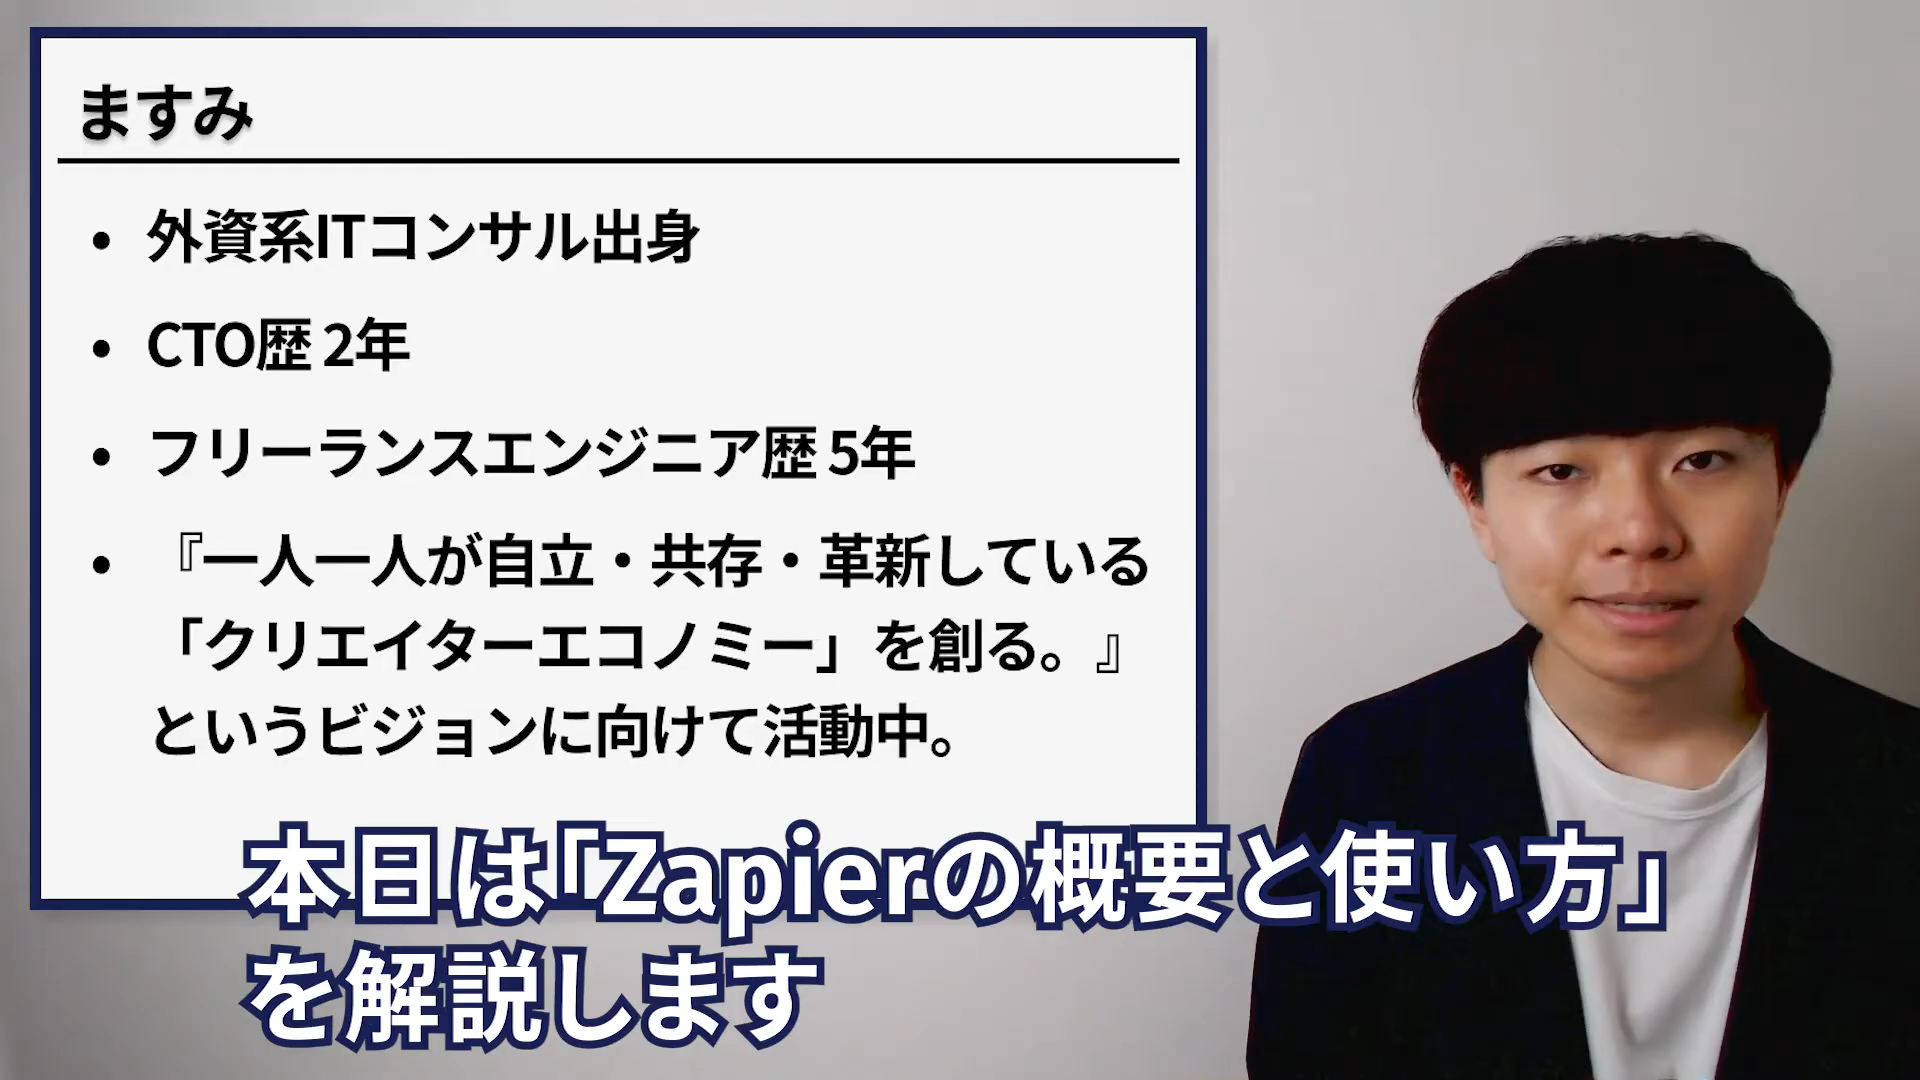 ますみ
• 外資系ITコンサル出身
• CTO歴 2年
• フリーランスエンジニア歴 5年
• 『一人一人が自立・共存・革新している
「クリエイターエコノミー」を創る。』
というビジョンに向けて活動中。
本日は「Zapierの概要と使い方」
を解説します